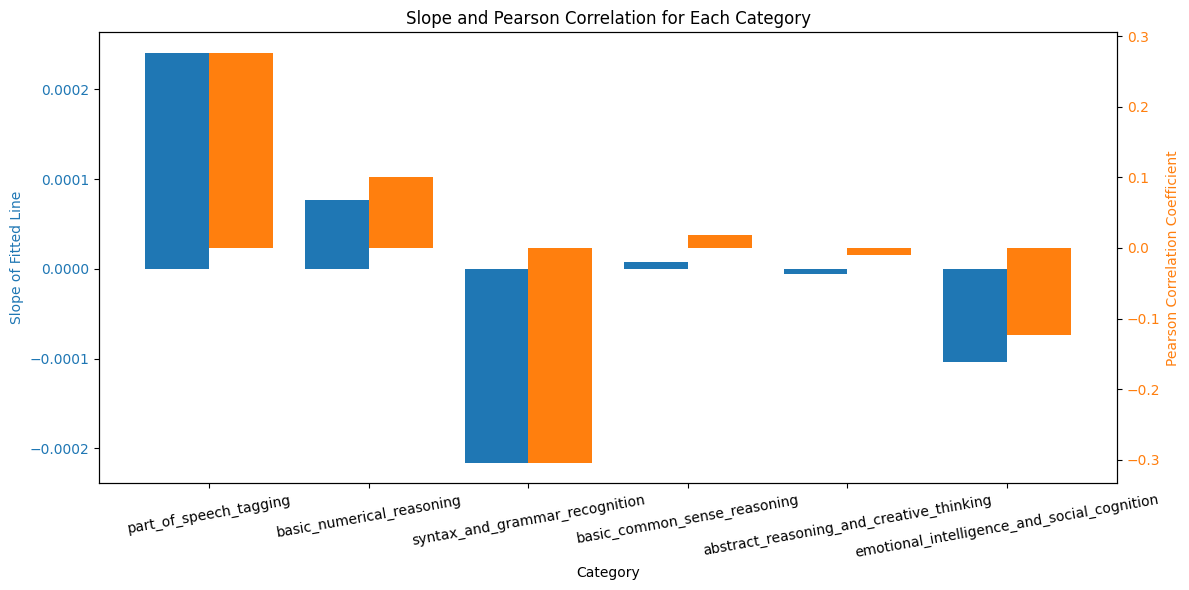 Slope and Pearson Correlation for Each Category
Slope of Fitted Line
0.0002
0.0001
0.0000
−0.0001
−0.0002
0.3
0.2
0.1
0.0
−0.1
−0.2
−0.3
Pearson Correlation Coefficient
part_of_speech_tagging
basic_numerical_reasoning
syntax_and_grammar_recognition
basic_common_sense_reasoning
abstract_reasoning_and_creative_thinking
emotional_intelligence_and_social_cognition
Category